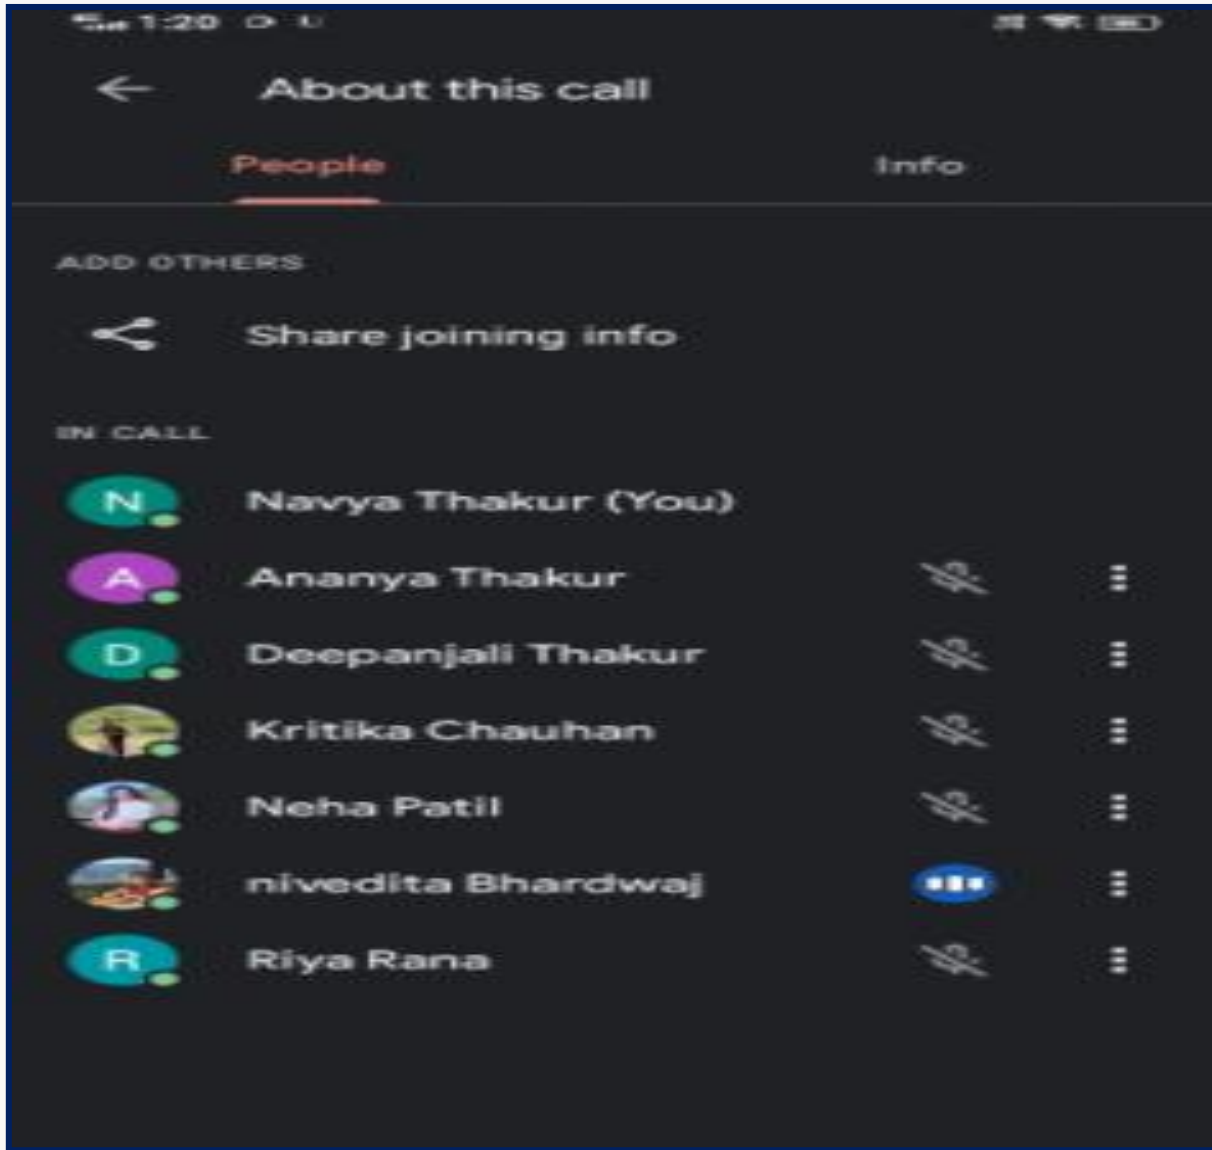 1:20
About this call
People Info
ADD OTHERS
Share joining info
IN CALL
N Navya Thakur (You)
A Ananya Thakur
D Deepanjali Thakur
Kritika Chauhan
Neha Patil
nivedita Bhardwaj
R Riya Rana